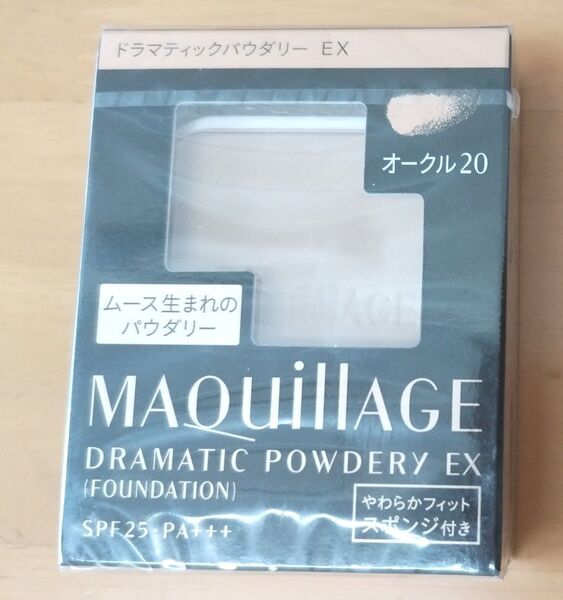 ドラマティックパウダリー EX
オークル20
ムース生まれの
パウダリー
MAQuillAGE
DRAMATIC POWDERY EX
(FOUNDATION)
SPF25・PA+++
やわらかフィット
スポンジ付き